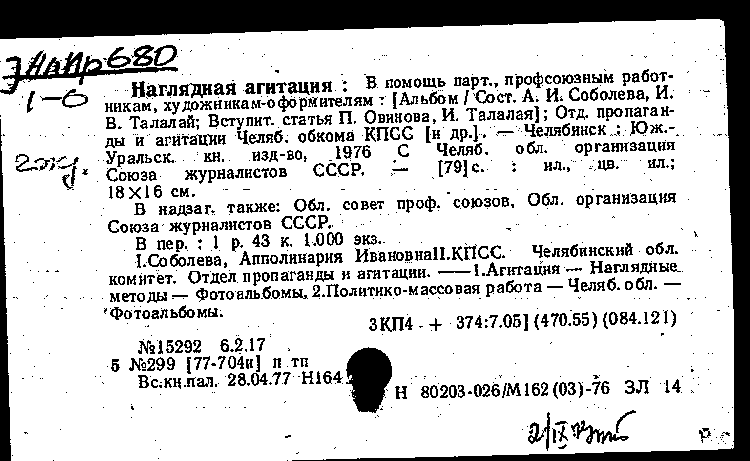 680
1-6
Наглядная агитация : В помощь парт., профсоюзным работ-
никам, художникам-оформителям : [Альбом / Сост. А. И. Соболева, И.
В. Талалай; Вступит. статья П. Овинова, И. Талалая]; Отд. пропаган-
ды и агитации Челяб. обкома КПСС [и др.]. — Челябинск : Юж.-
Уральск. кн. изд-во, 1976 С Челяб. обл. организации
Союза журналистов СССР. — [79] с. : ил., цв. ил.;
18×16 см.
В надзаг. также: Обл. совет проф. союзов, Обл. организация
Союза журналистов СССР.
В пер. : 1 р. 43 к. 1.000 экз.
I.Соболева, Апполинария ИвановнаII.КПСС. Челябинский обл.
комитет. Отдел пропаганды и агитации. —— 1.Агитация — Наглядные
методы — Фотоальбомы. 2.Политико-массовая работа — Челяб. обл. —
Фотоальбомы.
3КП4 + 374:7.05] (470.55) (084.121)
№15292 6.2.17
5 №299 [77-704и] п тп
Вс.кн.пал. 28.04.77 Н164
Н 80203-026/М162(03)-76 ЗЛ 14